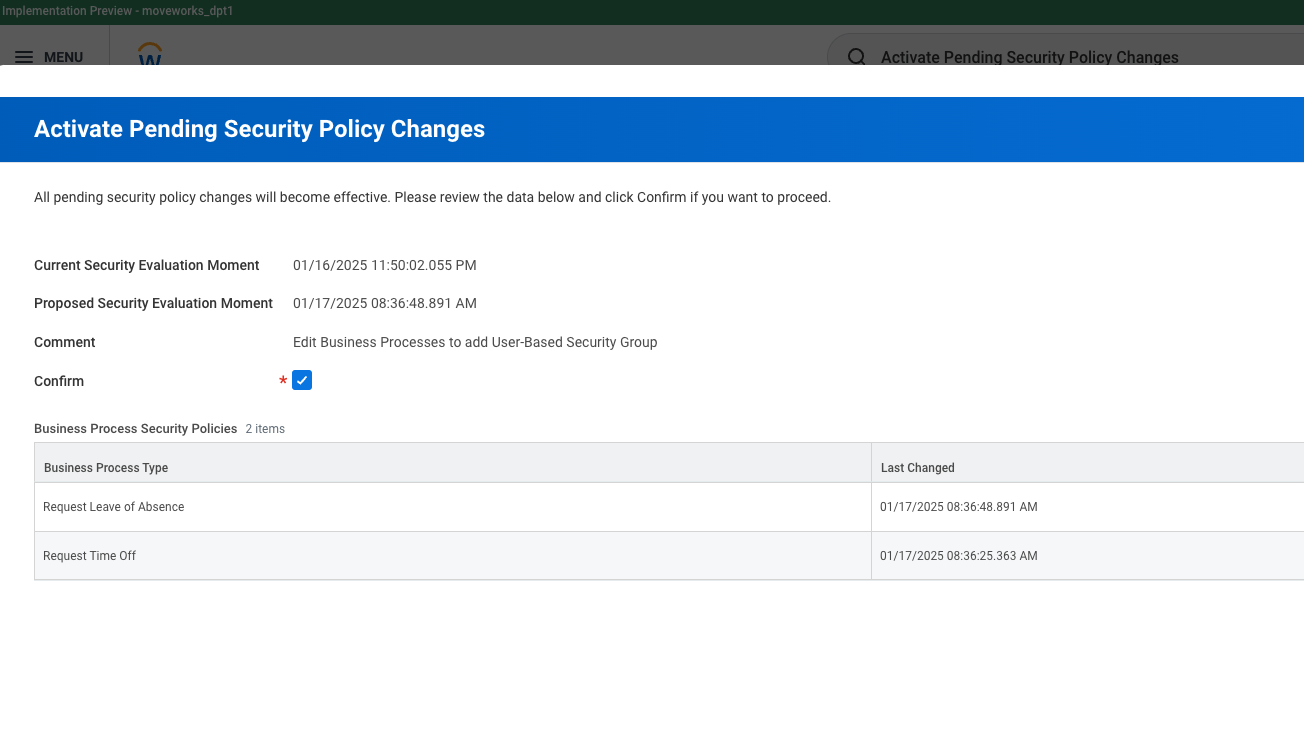 Implementation Preview - moveworks_dpt1
MENU
W
Activate Pending Security Policy Changes
Activate Pending Security Policy Changes
All pending security policy changes will become effective. Please review the data below and click Confirm if you want to proceed.
Current Security Evaluation Moment 01/16/2025 11:50:02.055 PM
Proposed Security Evaluation Moment 01/17/2025 08:36:48.891 AM
Comment Edit Business Processes to add User-Based Security Group
Confirm *
Business Process Security Policies 2 items
Business Process Type Last Changed
Request Leave of Absence 01/17/2025 08:36:48.891 AM
Request Time Off 01/17/2025 08:36:25.363 AM